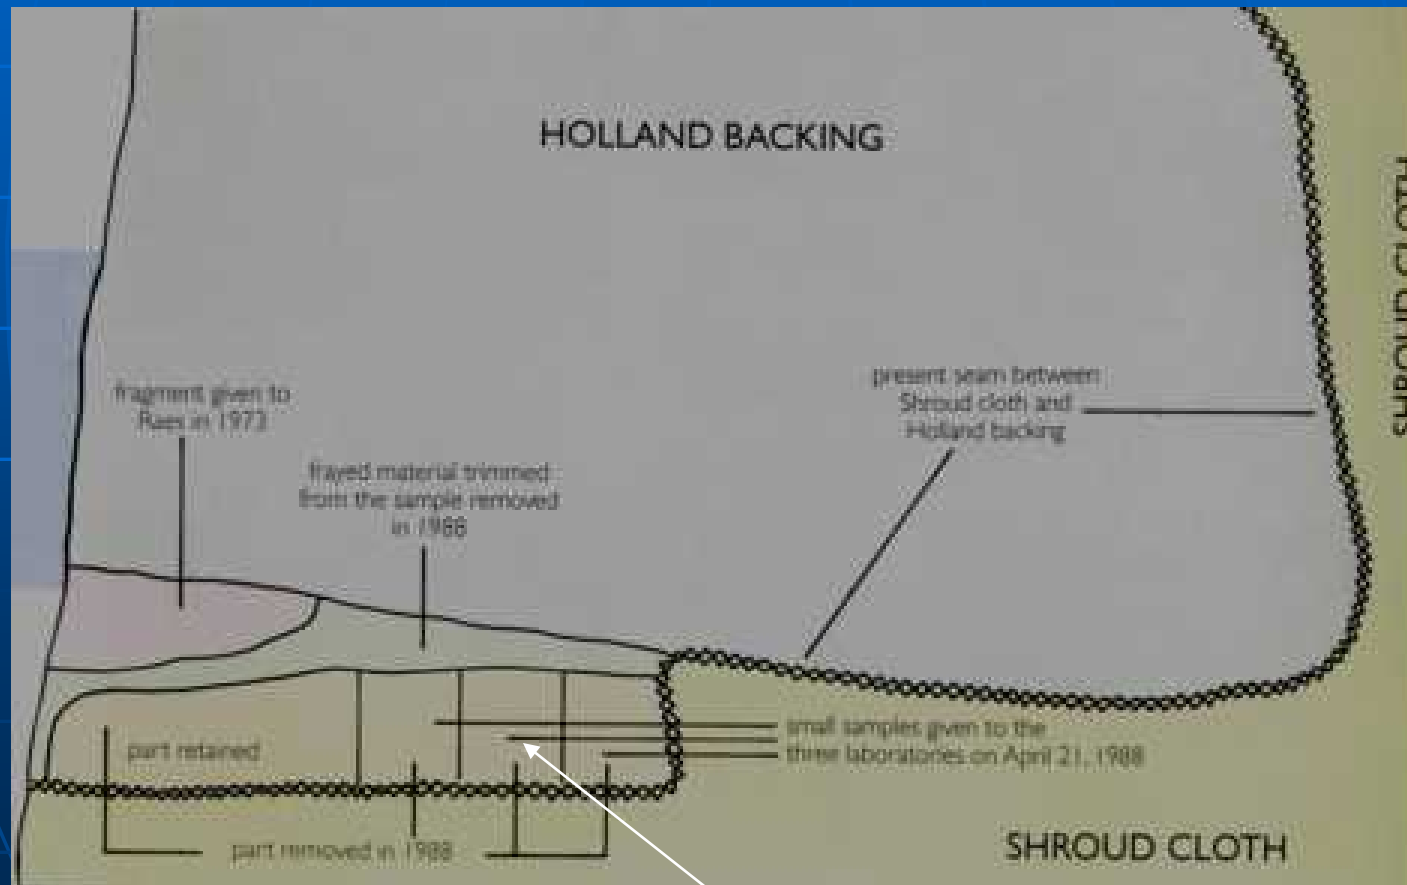 HOLLAND BACKING
SHROUD CLOTH
fragment given to
Raes in 1973
present seam between
Shroud cloth and
Holland backing
frayed material trimmed
from the sample removed
in 1988
part retained
small samples given to the
three laboratories on April 21, 1988
part removed in 1988
SHROUD CLOTH